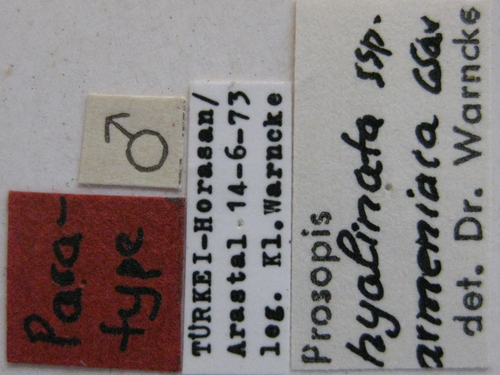 Para-
type
♂
TÜRKEI-Horasan/
Arastal 14-6-73
leg. Kl.Warncke
Prosopis
hyalinata ssp.
armeniaca
det. Dr. Warncke